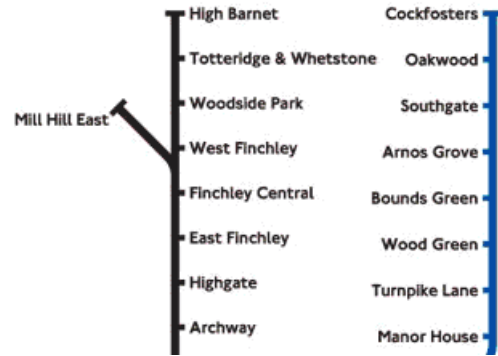 High Barnet
Totteridge & Whetstone
Woodside Park
Mill Hill East
West Finchley
Finchley Central
East Finchley
Highgate
Archway
Cockfosters
Oakwood
Southgate
Arnos Grove
Bounds Green
Wood Green
Turnpike Lane
Manor House